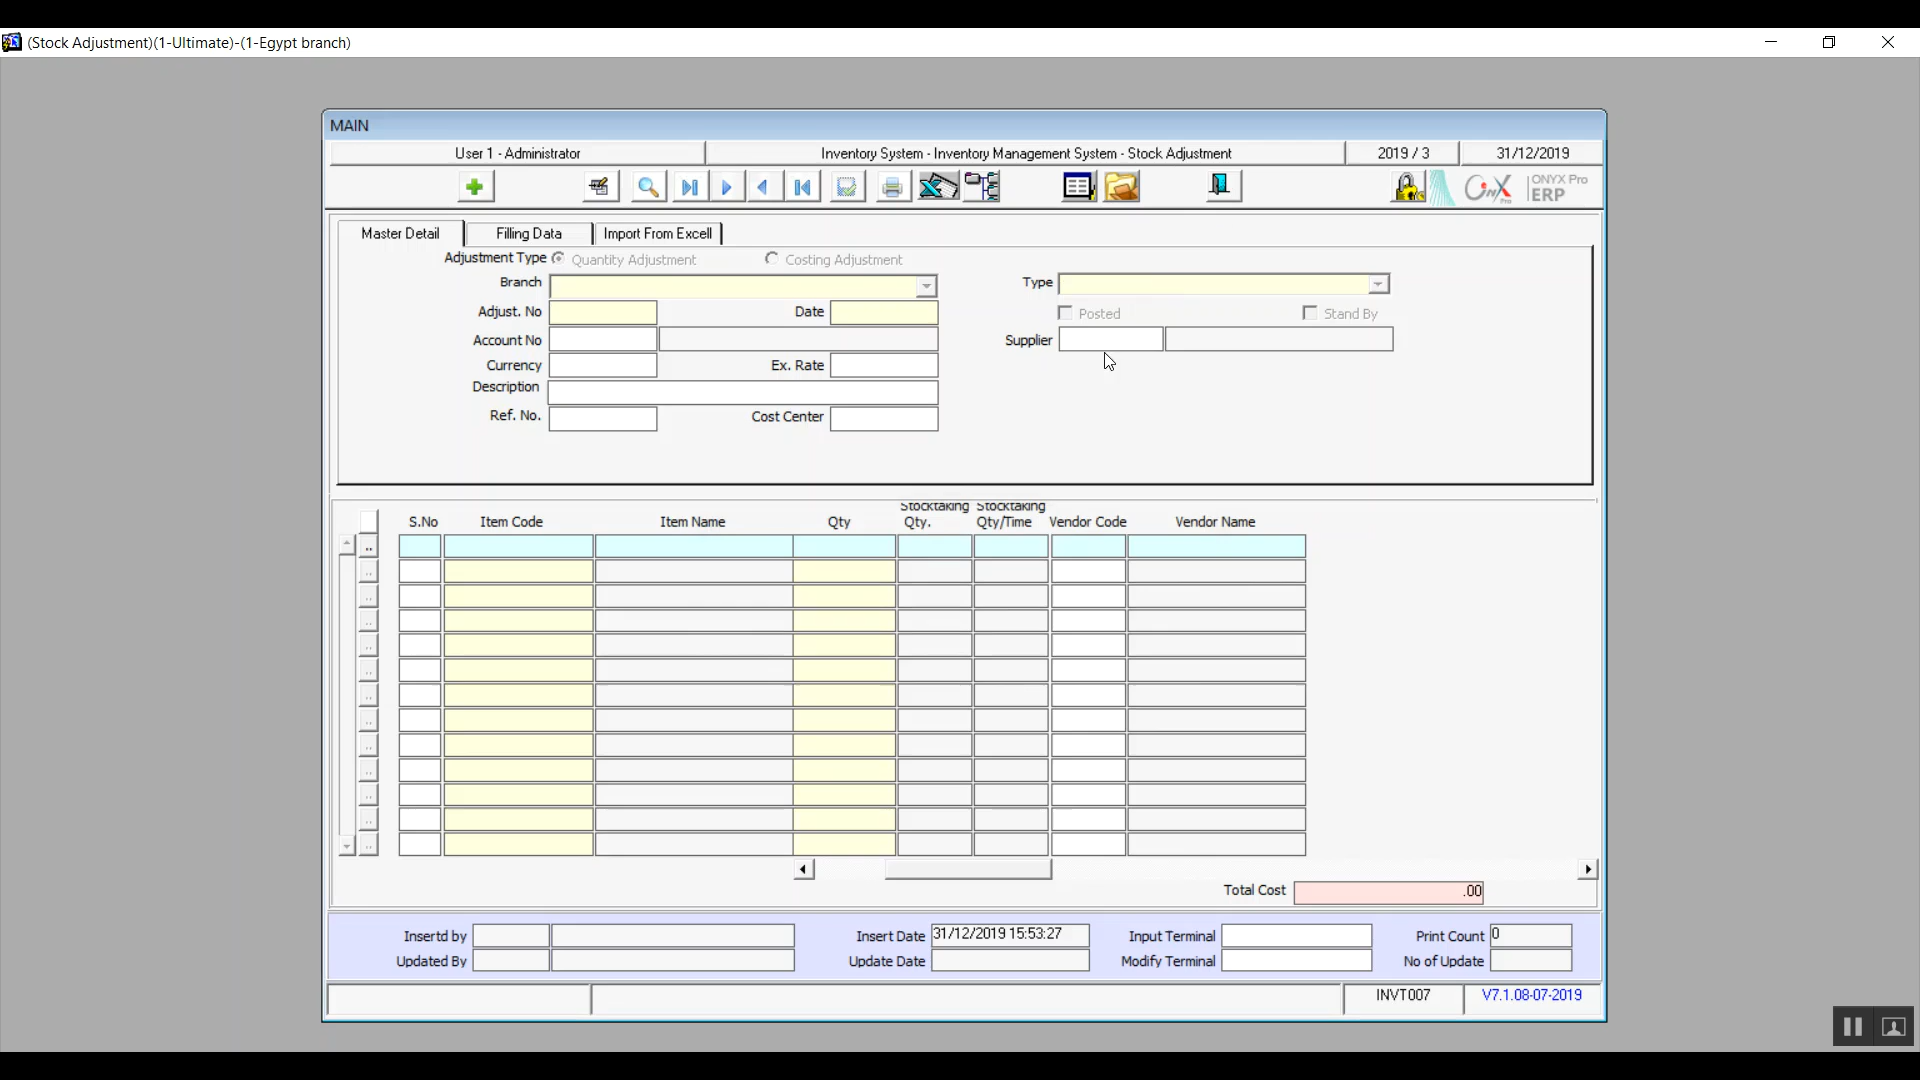 (Stock Adjustment)(1-Ultimate)-(1-Egypt branch)
MAIN
User 1 - Administrator
Inventory System - Inventory Management System - Stock Adjustment
2019 / 3
31/12/2019
Onyx Pro
ONYX Pro
ERP
Master Detail
Filling Data
Import From Excell
Adjustment Type
Quantity Adjustment
Costing Adjustment
Branch
Type
Adjust. No
Date
Posted
Stand By
Account No
Supplier
Currency
Ex. Rate
Description
Ref. No.
Cost Center
S.No
Item Code
Item Name
Qty
Stocktaking
Qty.
Stocktaking
Qty/Time
Vendor Code
Vendor Name
Total Cost
.00
Insertd by
Insert Date
31/12/2019 15:53:27
Input Terminal
Print Count
0
Updated By
Update Date
Modify Terminal
No of Update
INVT007
V7.1.08-07-2019